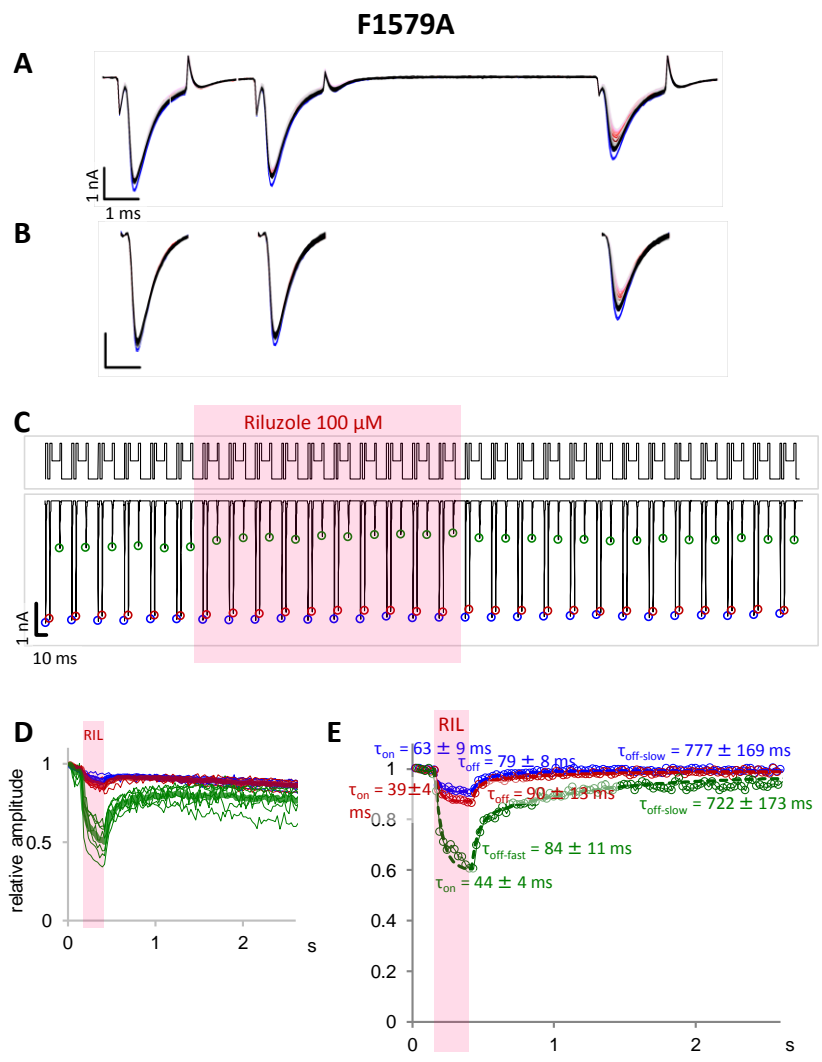 F1579A
A
1 nA
1 ms
B
C
Riluzole 100 µM
1 nA
10 ms
D
RIL
relative amplitude
1
0.5
0
0
1
2
s
E
RIL
τon = 63 ± 9 ms
τoff = 79 ± 8 ms
τoff-slow = 777 ± 169 ms
τon = 39±4 ms
τoff = 90 ± 13 ms
τoff-slow = 722 ± 173 ms
τoff-fast = 84 ± 11 ms
τon = 44 ± 4 ms
1.2
1
0.8
0.6
0.4
0.2
0
0
1
2
s